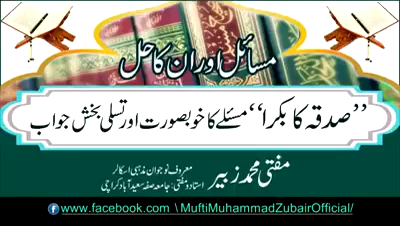 مسائل اور ان کا حل
’’صدقہ کا بکرا‘‘ مسئلے کا خوبصورت اور تسلی بخش جواب
مفتی محمد زبیر
معروف نوجوان مذہبی اسکالر
استاد و مفتی: جامعہ صفہ سعید آباد کراچی
www.facebook.com \MuftiMuhammadZubairOfficial/